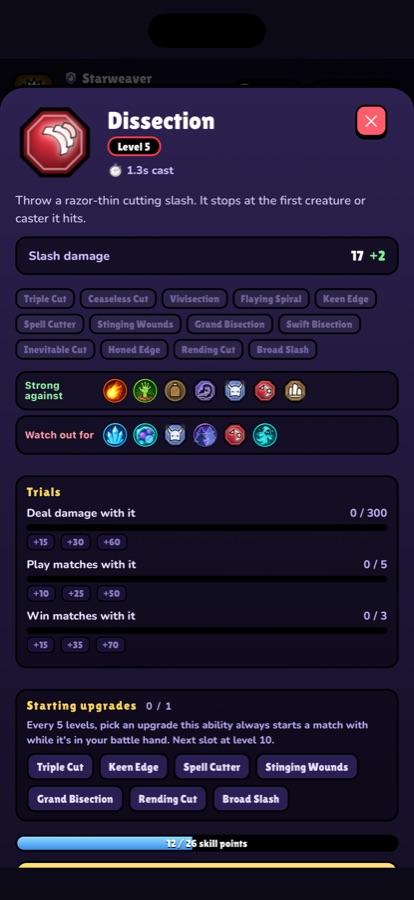 Starweaver
Dissection
Level 5
1.3s cast
Throw a razor-thin cutting slash. It stops at the first creature or
caster it hits.
Slash damage 17 +2
Triple Cut Ceaseless Cut Vivisection Flaying Spiral Keen Edge
Spell Cutter Stinging Wounds Grand Bisection Swift Bisection
Inevitable Cut Honed Edge Rending Cut Broad Slash
Strong
against
Watch out for
Trials
Deal damage with it 0 / 300
+15 +30 +60
Play matches with it 0 / 5
+10 +25 +50
Win matches with it 0 / 3
+15 +35 +70
Starting upgrades 0 / 1
Every 5 levels, pick an upgrade this ability always starts a match with
while it's in your battle hand. Next slot at level 10.
Triple Cut Keen Edge Spell Cutter Stinging Wounds
Grand Bisection Rending Cut Broad Slash
12 / 26 skill points